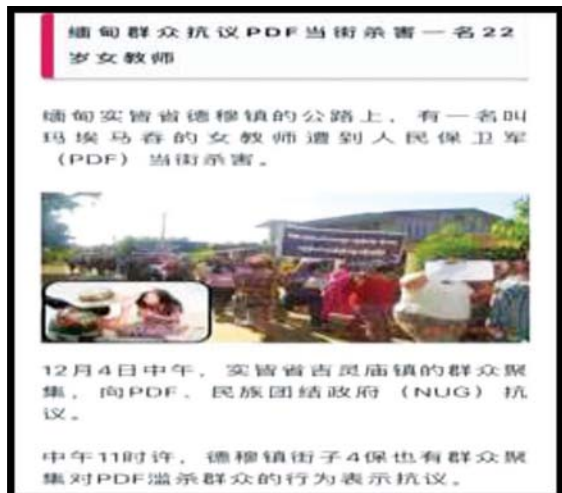 缅甸群众抗议PDF当街杀害一名22
岁女教师
缅甸实皆省德穆镇的公路上，有一名叫
玛埃马春的女教师遭到人民保卫军
（PDF）当街杀害。
12月4日中午，实皆省吉灵庙镇的群众聚
集，向PDF、民族团结政府（NUG）抗
议。
中午11时许，德穆镇街子4保也有群众聚
集对PDF滥杀群众的行为表示抗议。